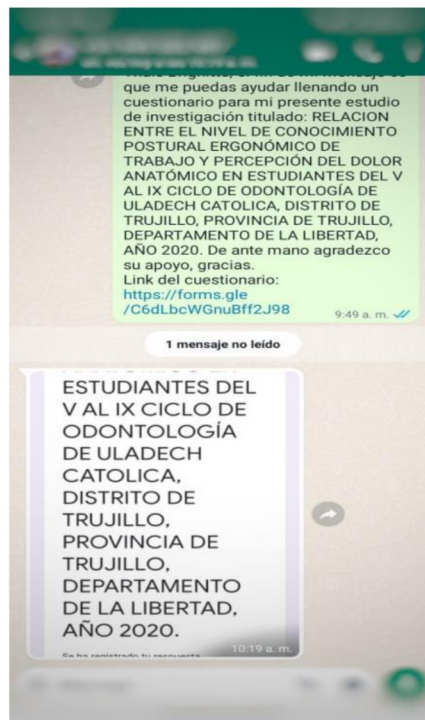 que me puedas ayudar llenando un
cuestionario para mi presente estudio
de investigación titulado: RELACION
ENTRE EL NIVEL DE CONOCIMIENTO
POSTURAL ERGONÓMICO DE
TRABAJO Y PERCEPCIÓN DEL DOLOR
ANATÓMICO EN ESTUDIANTES DEL V
AL IX CICLO DE ODONTOLOGÍA DE
ULADECH CATOLICA, DISTRITO DE
TRUJILLO, PROVINCIA DE TRUJILLO,
DEPARTAMENTO DE LA LIBERTAD,
AÑO 2020. De ante mano agradezco
su apoyo, gracias.
Link del cuestionario:
https://forms.gle
/C6dLbcWGnuBff2J98
9:49 a. m.
1 mensaje no leído
ESTUDIANTES DEL
V AL IX CICLO DE
ODONTOLOGÍA
DE ULADECH
CATOLICA,
DISTRITO DE
TRUJILLO,
PROVINCIA DE
TRUJILLO,
DEPARTAMENTO
DE LA LIBERTAD,
AÑO 2020.
Se ha registrado tu respuesta
10:19 a. m.